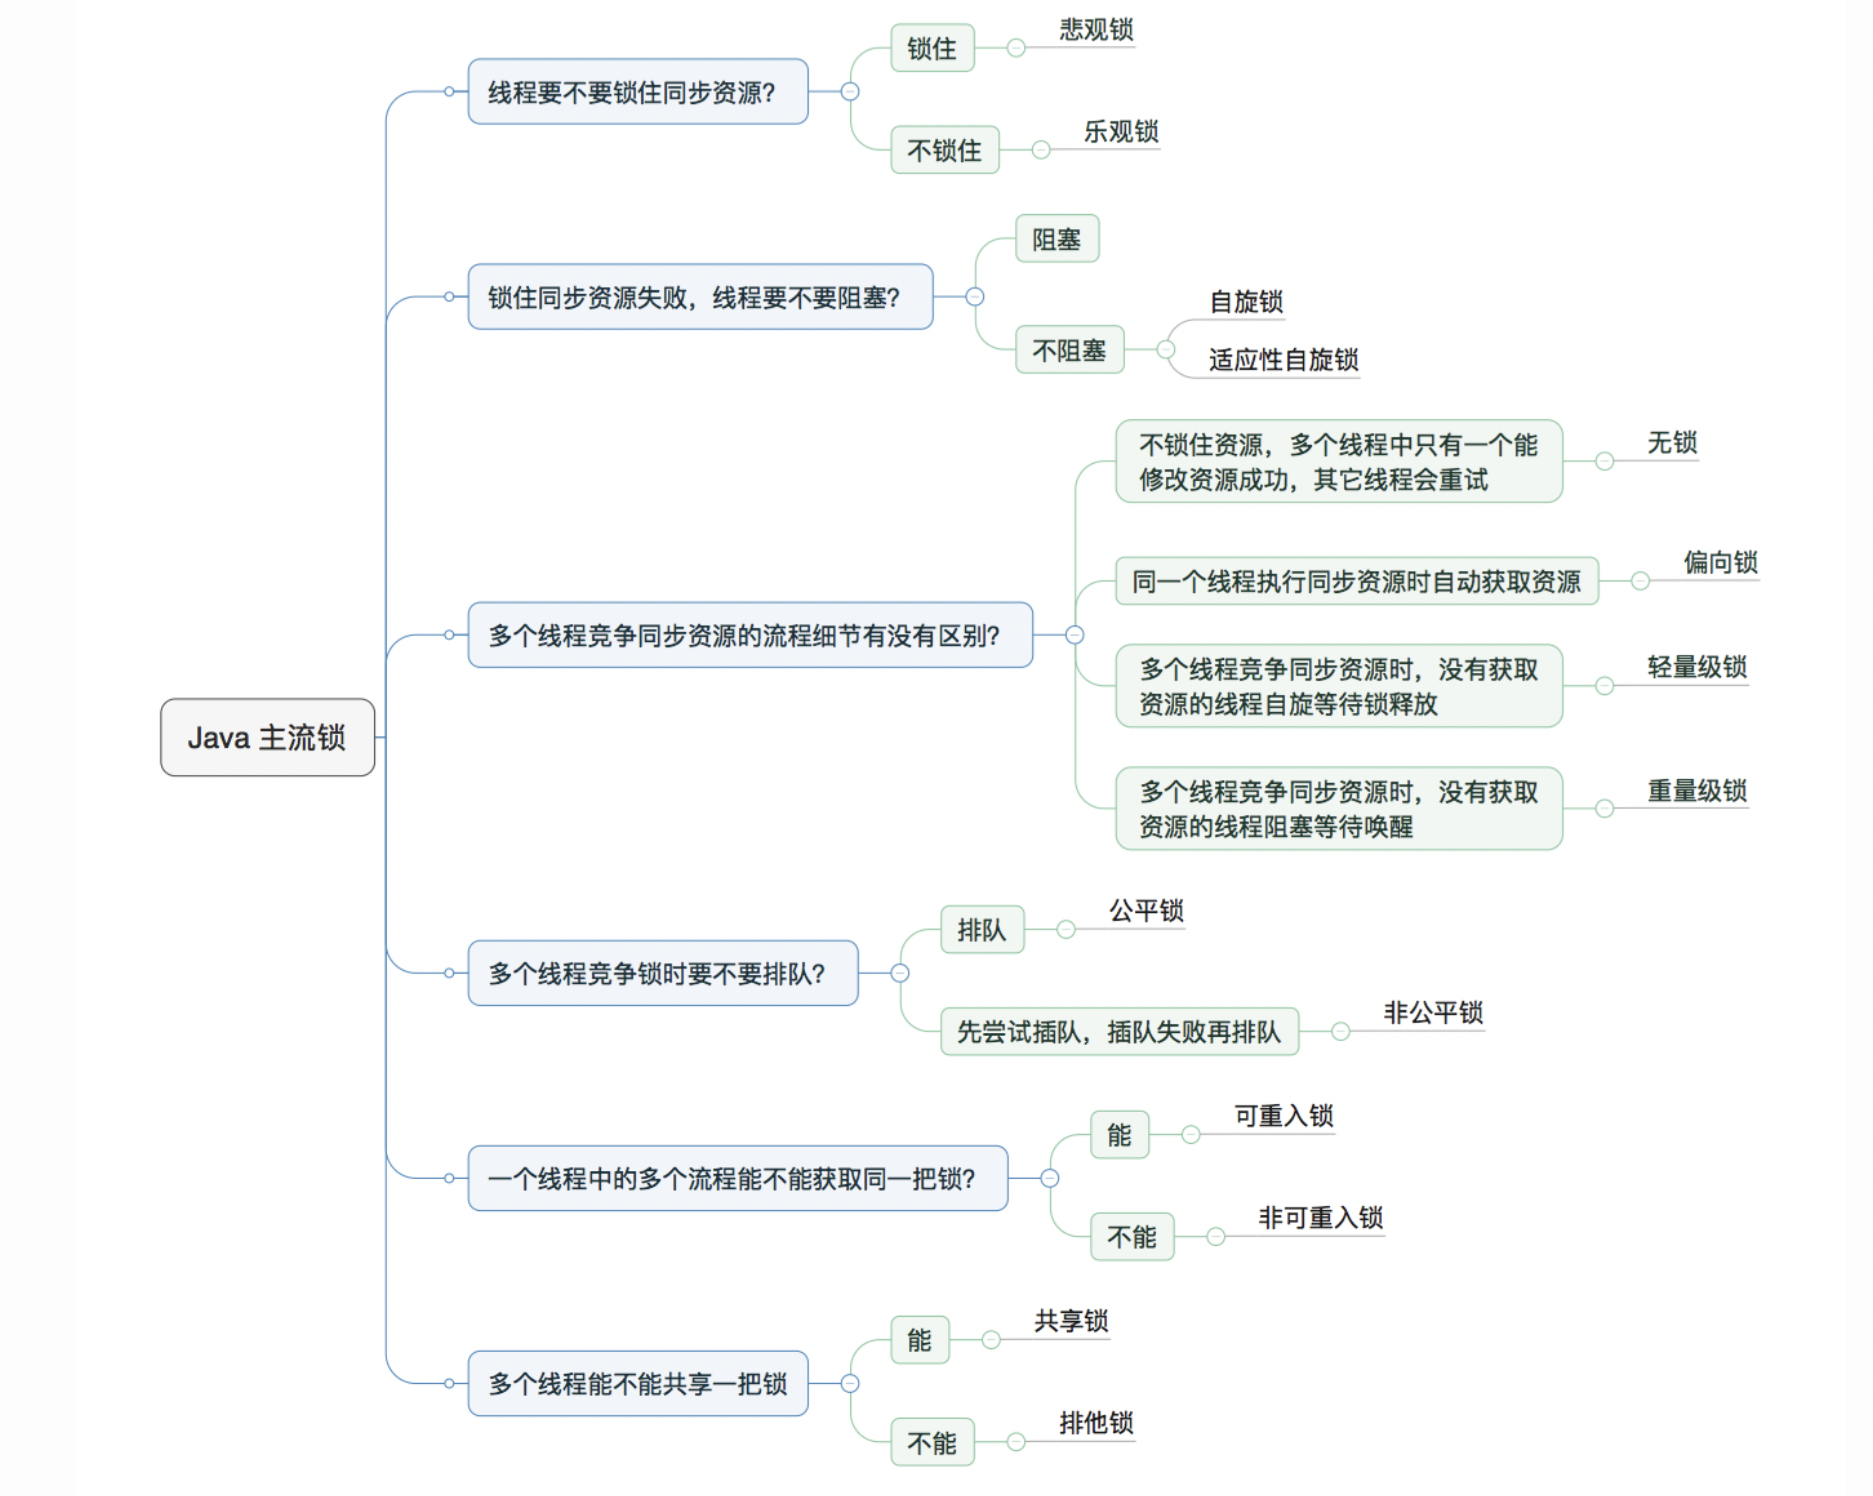 Java 主流锁
线程要不要锁住同步资源?
锁住
悲观锁
不锁住
乐观锁
锁住同步资源失败，线程要不要阻塞?
阻塞
不阻塞
自旋锁
适应性自旋锁
多个线程竞争同步资源的流程细节有没有区别?
不锁住资源，多个线程中只有一个能
修改资源成功，其它线程会重试
无锁
同一个线程执行同步资源时自动获取资源
偏向锁
多个线程竞争同步资源时，没有获取
资源的线程自旋等待锁释放
轻量级锁
多个线程竞争同步资源时，没有获取
资源的线程阻塞等待唤醒
重量级锁
多个线程竞争锁时要不要排队?
排队
公平锁
先尝试插队，插队失败再排队
非公平锁
一个线程中的多个流程能不能获取同一把锁?
能
可重入锁
不能
非可重入锁
多个线程能不能共享一把锁
能
共享锁
不能
排他锁